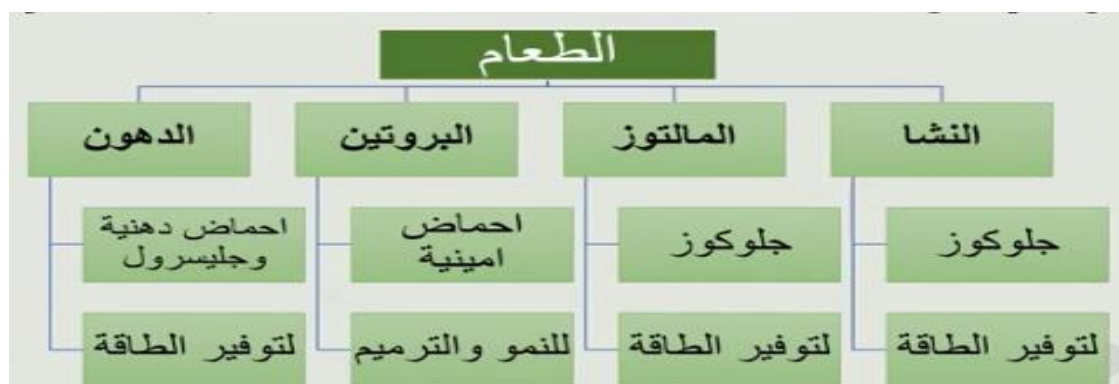 الطعام
النشا
المالتوز
البروتين
الدهون
جلوكوز
جلوكوز
احماض
امينية
احماض دهنية
وجليسرول
لتوفير الطاقة
لتوفير الطاقة
للنمو والترميم
لتوفير الطاقة